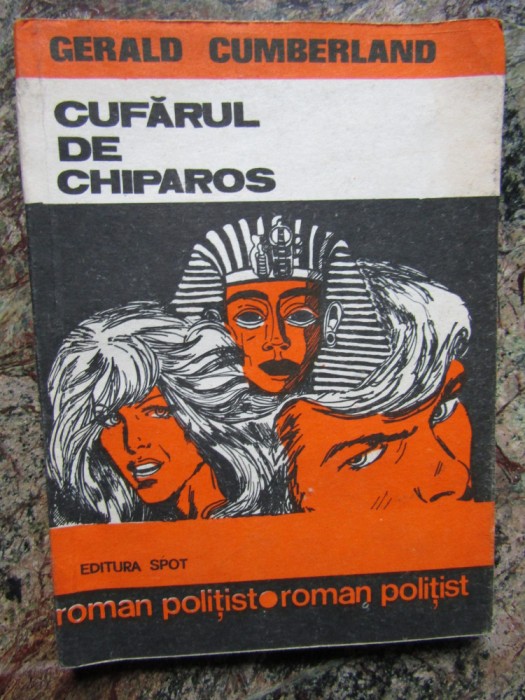 GERALD CUMBERLAND
CUFĂRUL
DE
CHIPAROS
EDITURA SPOT
roman polițist•roman polițist